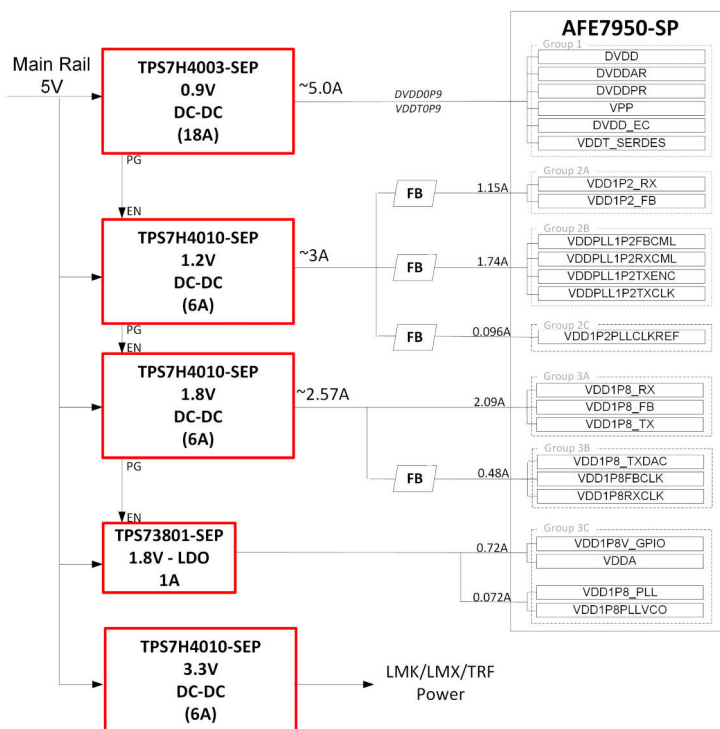 AFE7950-SP
Main Rail
5V
TPS7H4003-SEP
0.9V
DC-DC
(18A)
~5.0A
DVDD0P9
VDDT0P9
Group 1
DVDD
DVDDAR
DVDDPR
VPP
DVDD_EC
VDDT_SERDES
PG
EN
TPS7H4010-SEP
1.2V
DC-DC
(6A)
~3A
FB
1.15A
Group 2A
VDD1P2_RX
VDD1P2_FB
FB
1.74A
Group 2B
VDDPLL1P2FBCML
VDDPLL1P2RXCML
VDDPLL1P2TXENC
VDDPLL1P2TXCLK
FB
0.096A
Group 2C
VDD1P2PLLCLKREF
PG
EN
TPS7H4010-SEP
1.8V
DC-DC
(6A)
~2.57A
2.09A
Group 3A
VDD1P8_RX
VDD1P8_FB
VDD1P8_TX
FB
0.48A
Group 3B
VDD1P8_TXDAC
VDD1P8FBCLK
VDD1P8RXCLK
PG
EN
TPS73801-SEP
1.8V - LDO
1A
0.72A
Group 3C
VDD1P8V_GPIO
VDDA
0.072A
VDD1P8_PLL
VDD1P8PLLVCO
TPS7H4010-SEP
3.3V
DC-DC
(6A)
LMK/LMX/TRF
Power